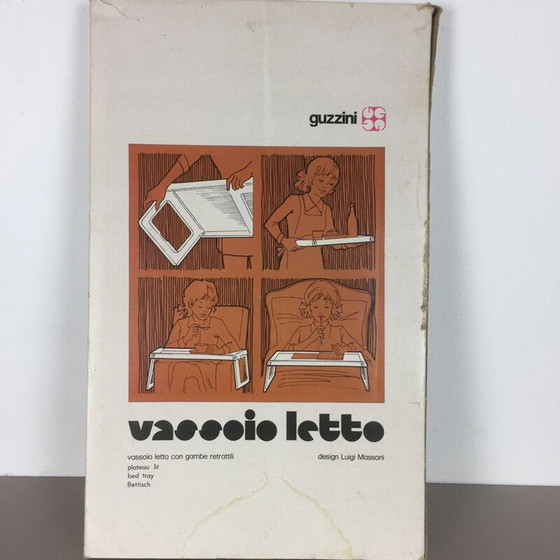 guzzini
vassoio letto
vassoio letto con gambe retrattili design Luigi Massoni
plateau lit
bed tray
Bettisch